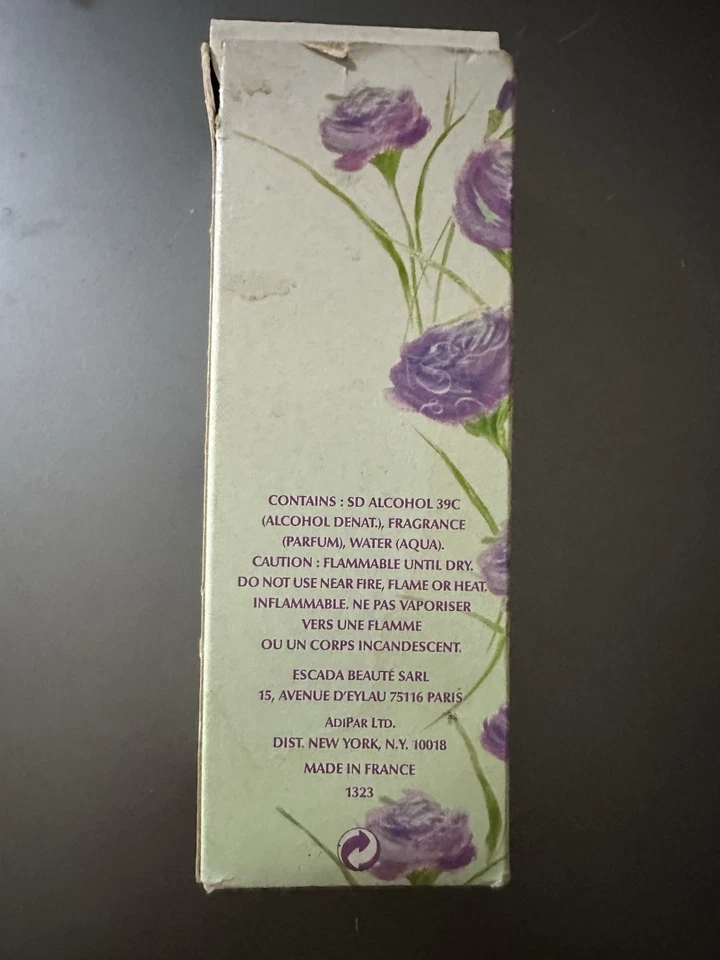 CONTAINS : SD ALCOHOL 39C
(ALCOHOL DENAT.), FRAGRANCE
(PARFUM), WATER (AQUA).
CAUTION : FLAMMABLE UNTIL DRY.
DO NOT USE NEAR FIRE, FLAME OR HEAT.
INFLAMMABLE. NE PAS VAPORISER
VERS UNE FLAMME
OU UN CORPS INCANDESCENT.
ESCADA BEAUTÉ SARL
15, AVENUE D'EYLAU 75116 PARIS
ADIPAR LTD.
DIST. NEW YORK, N.Y. 10018
MADE IN FRANCE
1323